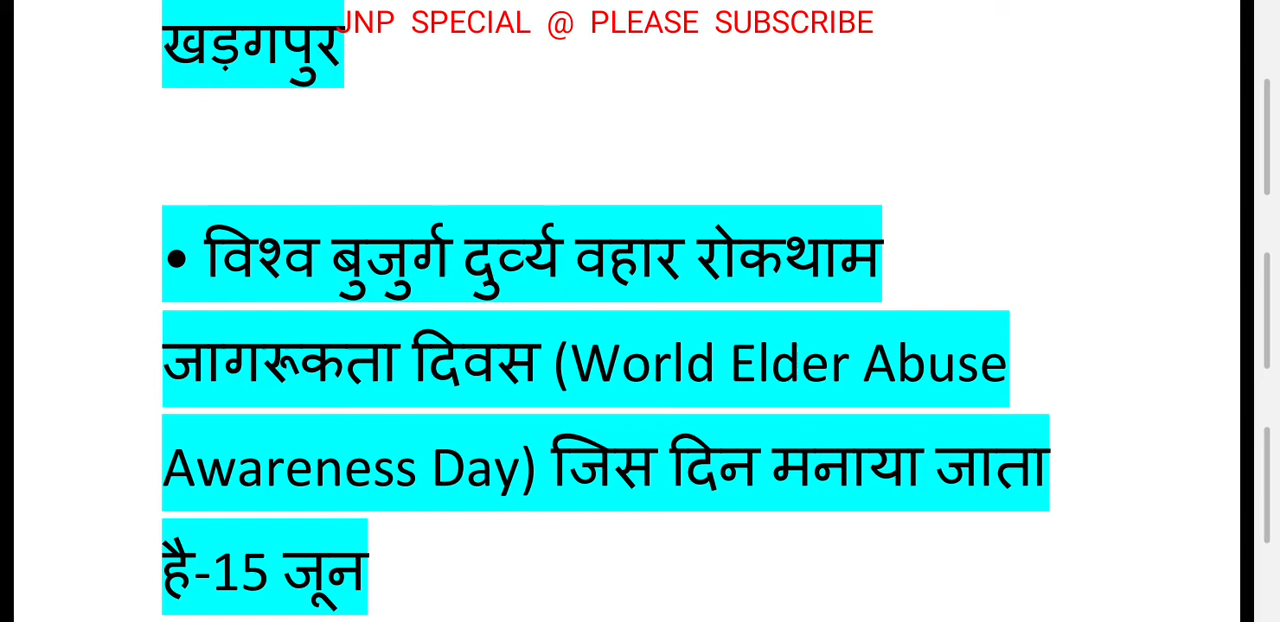 JNP SPECIAL @ PLEASE SUBSCRIBE
खड़गपुर
• विश्व बुजुर्ग दुर्व्य वहार रोकथाम
जागरूकता दिवस (World Elder Abuse
Awareness Day) जिस दिन मनाया जाता
है-15 जून